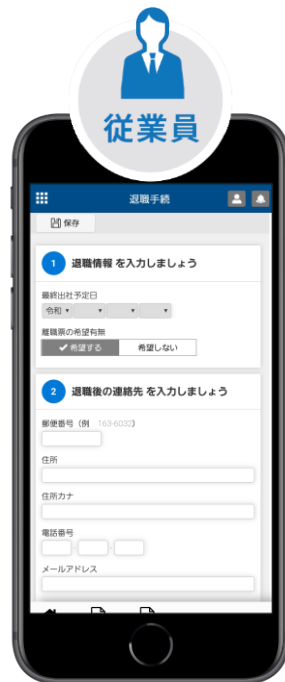 従業員
退職手続
保存
1 退職情報 を入力しましょう
最終出社予定日
令和
離職票の希望有無
✔希望する 希望しない
2 退職後の連絡先 を入力しましょう
郵便番号（例 163-6032）
住所
住所カナ
電話番号
- -
メールアドレス